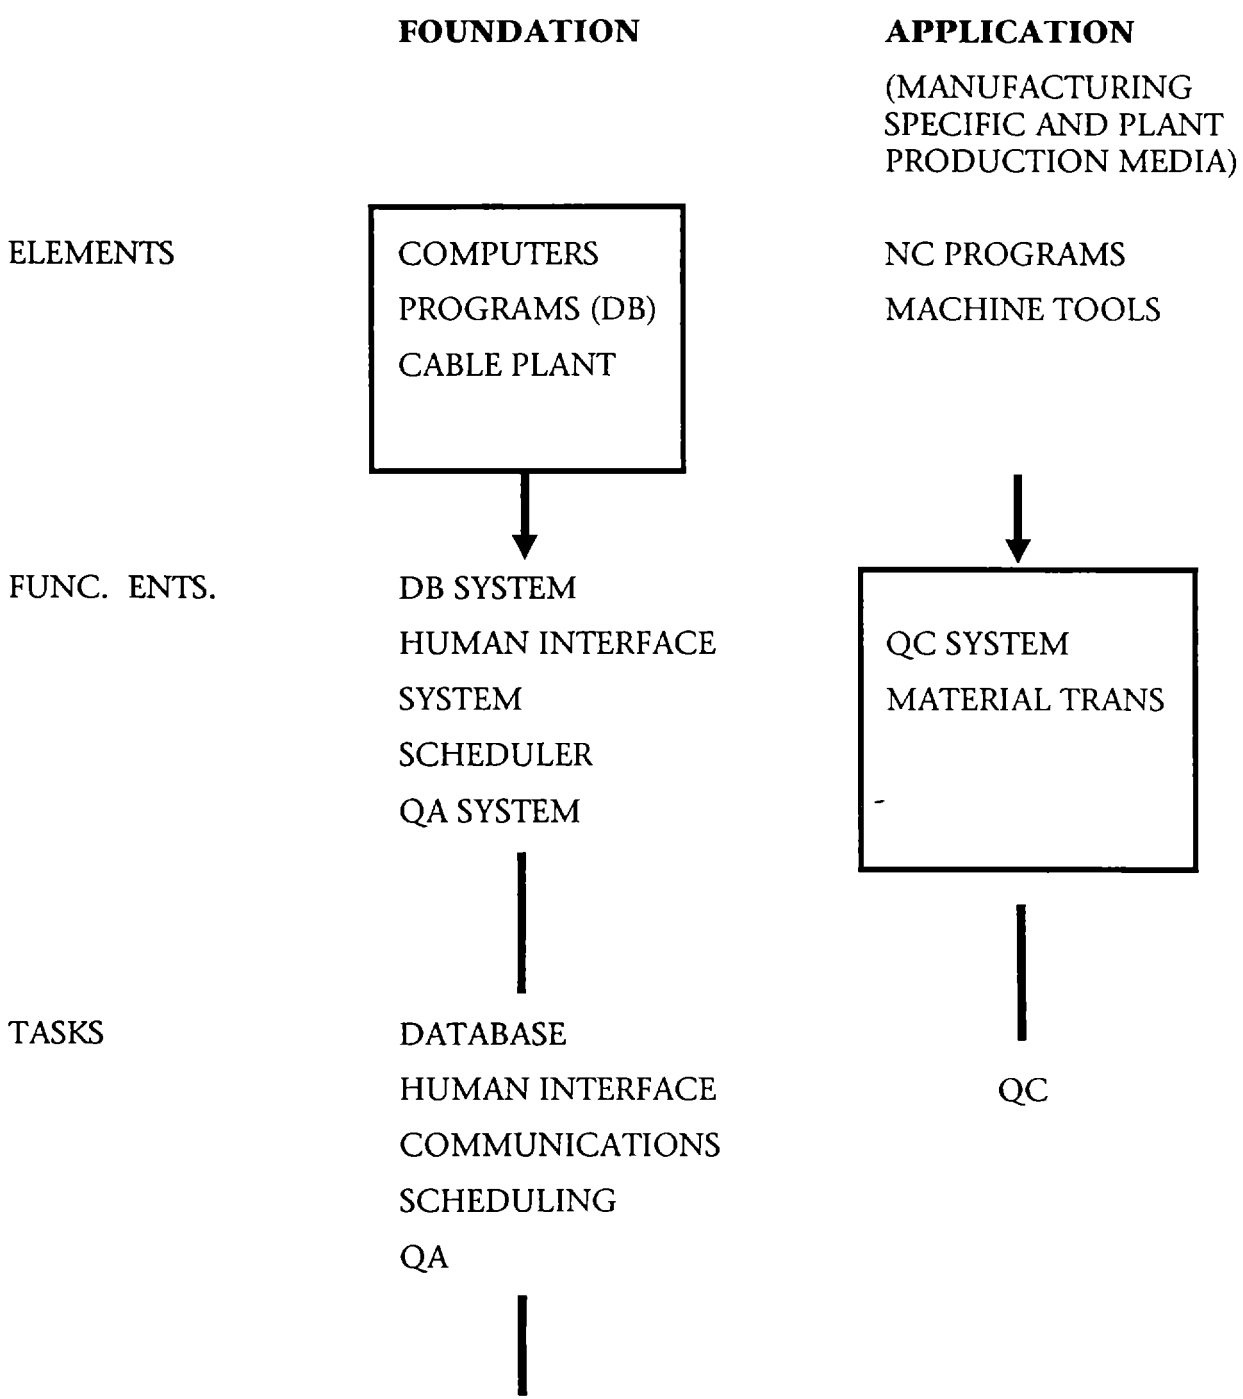 FOUNDATION APPLICATION
(MANUFACTURING
SPECIFIC AND PLANT
PRODUCTION MEDIA)
ELEMENTS COMPUTERS NC PROGRAMS
PROGRAMS (DB) MACHINE TOOLS
CABLE PLANT
FUNC. ENTS. DB SYSTEM
HUMAN INTERFACE QC SYSTEM
SYSTEM MATERIAL TRANS
SCHEDULER
QA SYSTEM
TASKS DATABASE
HUMAN INTERFACE QC
COMMUNICATIONS
SCHEDULING
QA